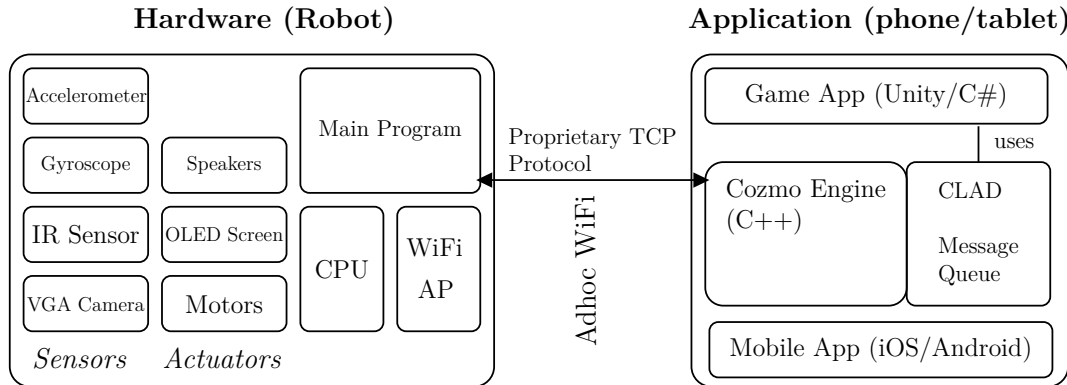 Hardware (Robot)
Application (phone/tablet)
Accelerometer
Gyroscope
IR Sensor
VGA Camera
Sensors
Speakers
OLED Screen
Motors
Actuators
Main Program
CPU
WiFi
AP
Proprietary TCP
Protocol
Adhoc WiFi
Game App (Unity/C#)
uses
Cozmo Engine
(C++)
CLAD
Message
Queue
Mobile App (iOS/Android)